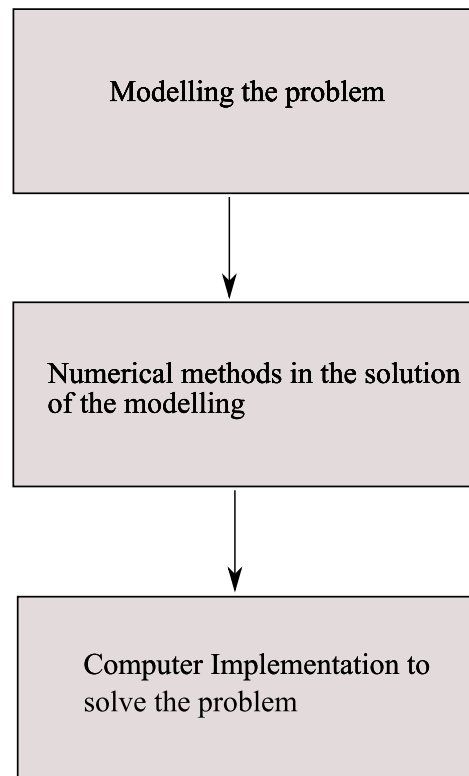 Modelling the problem
Numerical methods in the solution
of the modelling
Computer Implementation to
solve the problem